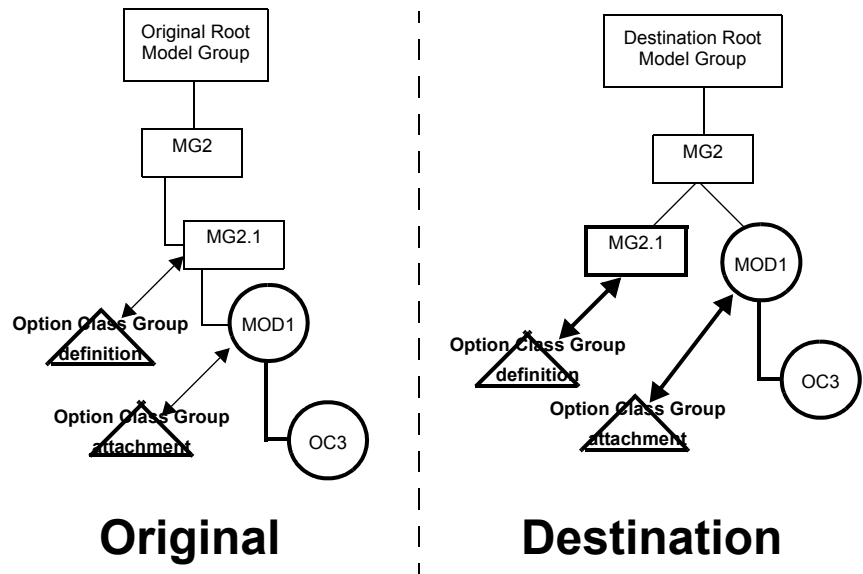 Original Root
Model Group
MG2
MG2.1
Option Class Group
definition
MOD1
Option Class Group
attachment
OC3
Original
Destination Root
Model Group
MG2
MG2.1
MOD1
Option Class Group
definition
OC3
Option Class Group
attachment
Destination